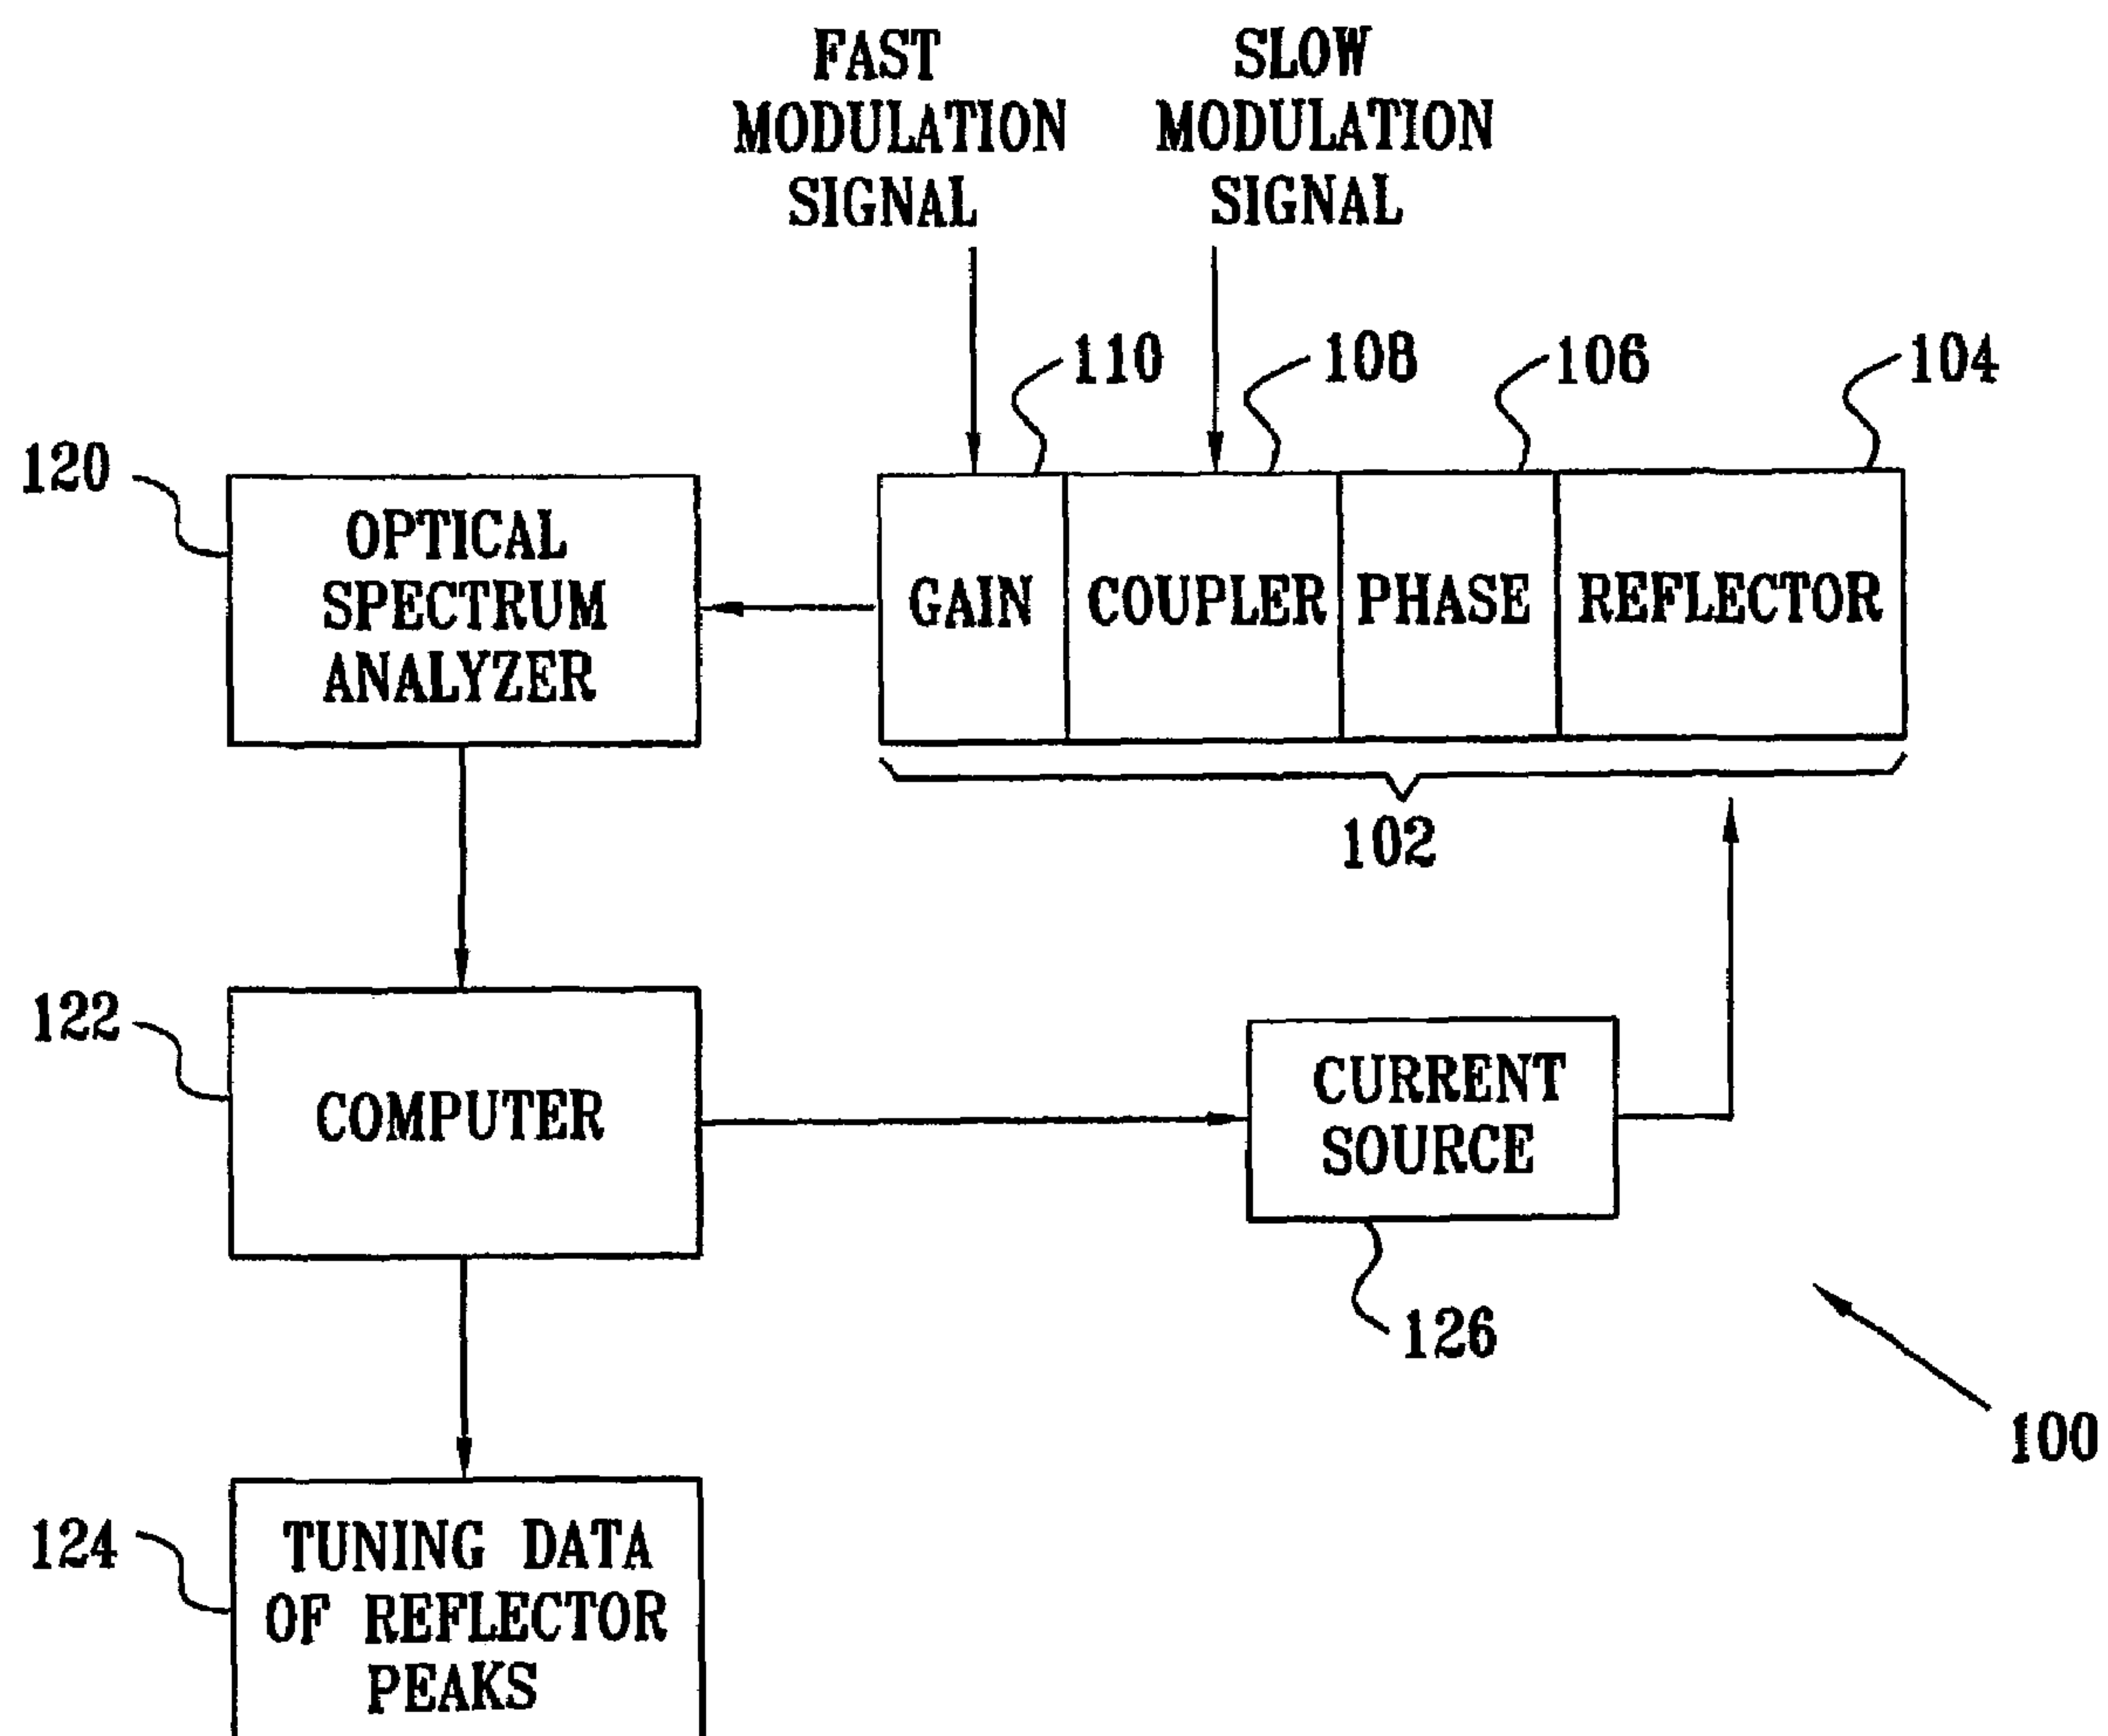 FAST
MODULATION
SIGNAL
SLOW
MODULATION
SIGNAL
110
108
106
104
120
OPTICAL
SPECTRUM
ANALYZER
GAIN
COUPLER
PHASE
REFLECTOR
102
122
COMPUTER
CURRENT
SOURCE
126
100
124
TUNING DATA
OF REFLECTOR
PEAKS